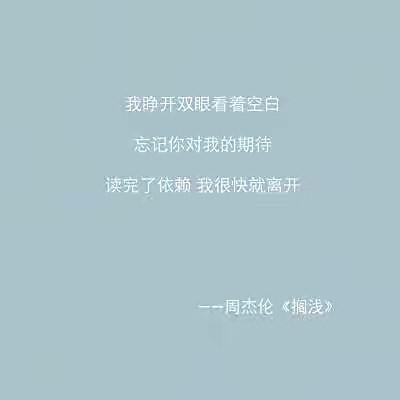 我睁开双眼看着空白
忘记你对我的期待
读完了依赖 我很快就离开
——周杰伦《搁浅》